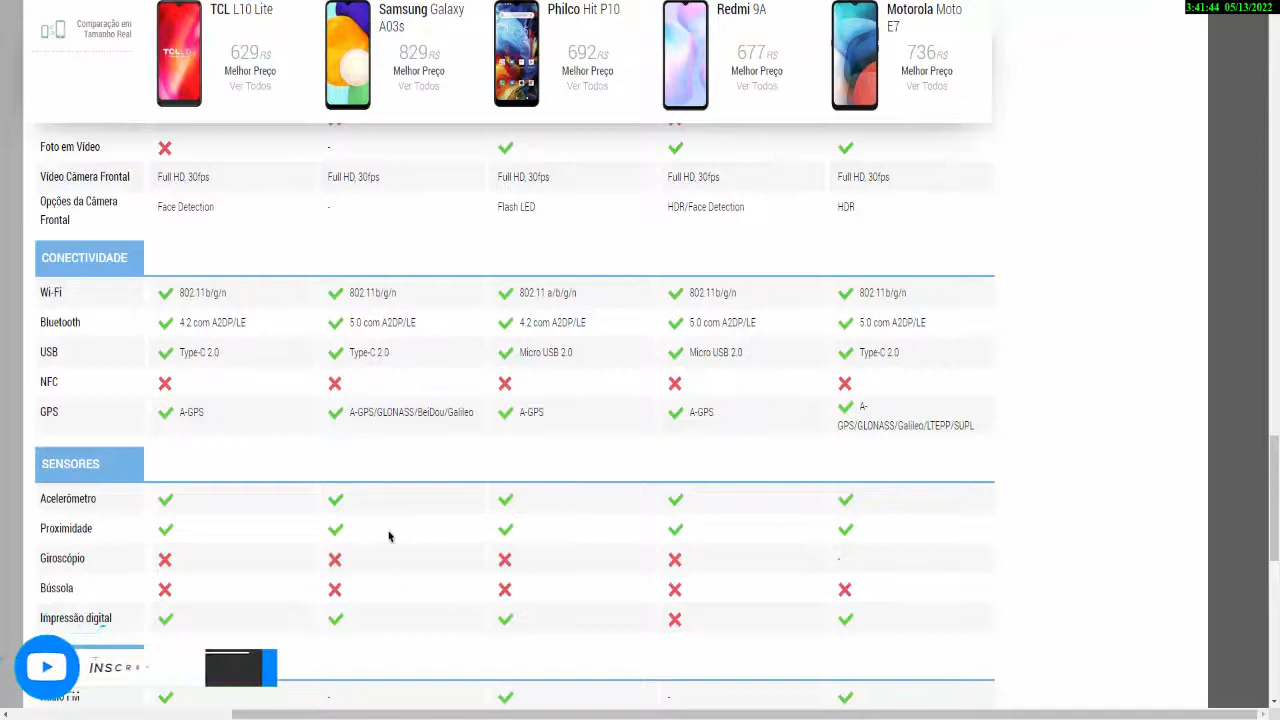 3:41:44 05/13/2022
Comparação em
Tamanho Real
TCL L10 Lite
629R$
Melhor Preço
Ver Todos
Samsung Galaxy
A03s
829R$
Melhor Preço
Ver Todos
Philco Hit P10
692R$
Melhor Preço
Ver Todos
Redmi 9A
677R$
Melhor Preço
Ver Todos
Motorola Moto
E7
736R$
Melhor Preço
Ver Todos
Foto em Vídeo -
Vídeo Câmera Frontal Full HD, 30fps Full HD, 30fps Full HD, 30fps Full HD, 30fps Full HD, 30fps
Opções da Câmera
Frontal
Face Detection - Flash LED HDR/Face Detection HDR
CONECTIVIDADE
Wi-Fi 802.11b/g/n 802.11b/g/n 802.11 a/b/g/n 802.11b/g/n 802.11b/g/n
Bluetooth 4.2 com A2DP/LE 5.0 com A2DP/LE 4.2 com A2DP/LE 5.0 com A2DP/LE 5.0 com A2DP/LE
USB Type-C 2.0 Type-C 2.0 Micro USB 2.0 Micro USB 2.0 Type-C 2.0
NFC
GPS A-GPS A-GPS/GLONASS/BeiDou/Galileo A-GPS A-GPS A-
GPS/GLONASS/Galileo/LTEPP/SUPL
SENSORES
Acelerômetro
Proximidade
Giroscópio -
Bússola
Impressão digital
INSCRE
- -